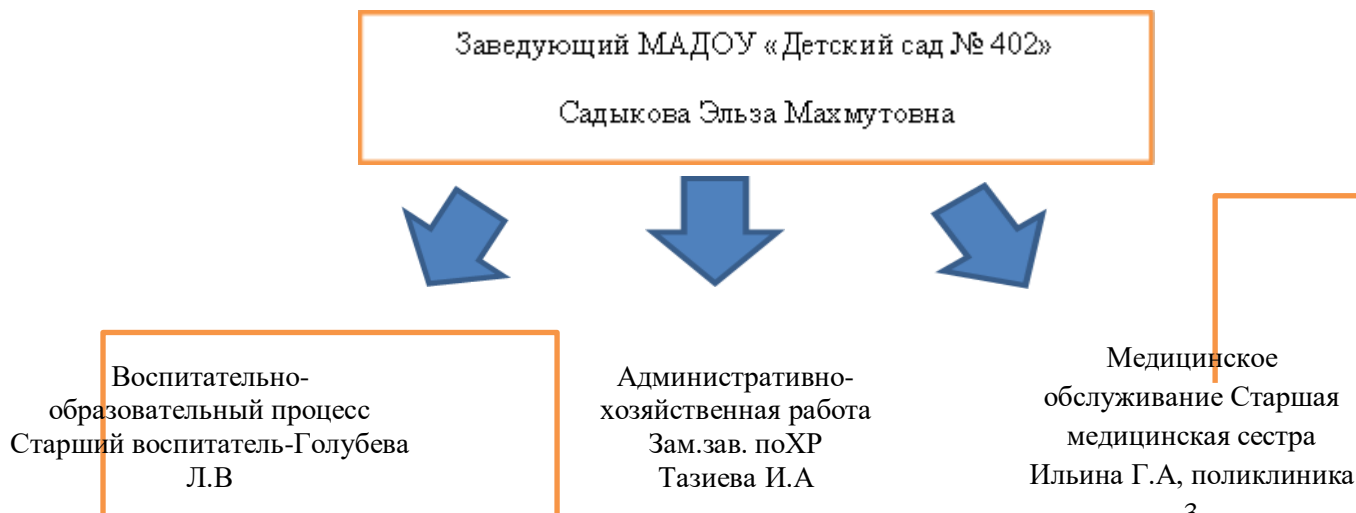 Заведующий МАДОУ «Детский сад № 402»
Садыкова Эльза Махмутовна
Воспитательно-
образовательный процесс
Старший воспитатель-Голубева
Л.В
Административно-
хозяйственная работа
Зам.зав. поХР
Тазиева И.А
Медицинское
обслуживание Старшая
медицинская сестра
Ильина Г.А, поликлиника